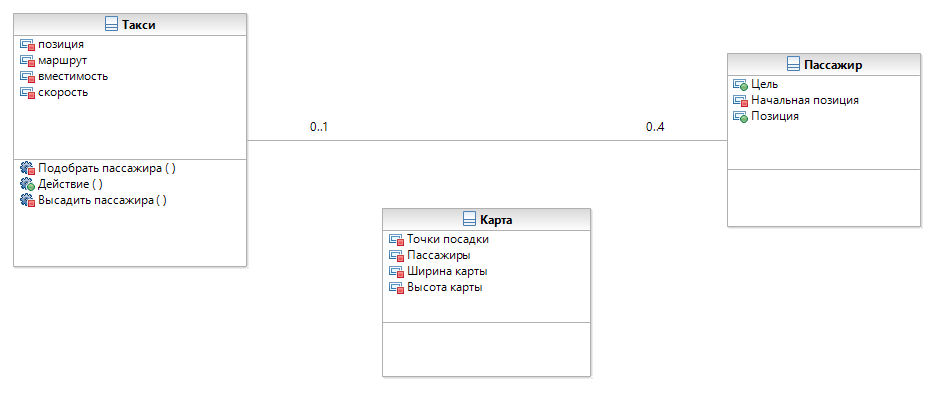 Такси
позиция
маршрут
вместимость
скорость
Подобрать пассажира ( )
Действие ( )
Высадить пассажира ( )
0..1
0..4
Пассажир
Цель
Начальная позиция
Позиция
Карта
Точки посадки
Пассажиры
Ширина карты
Высота карты